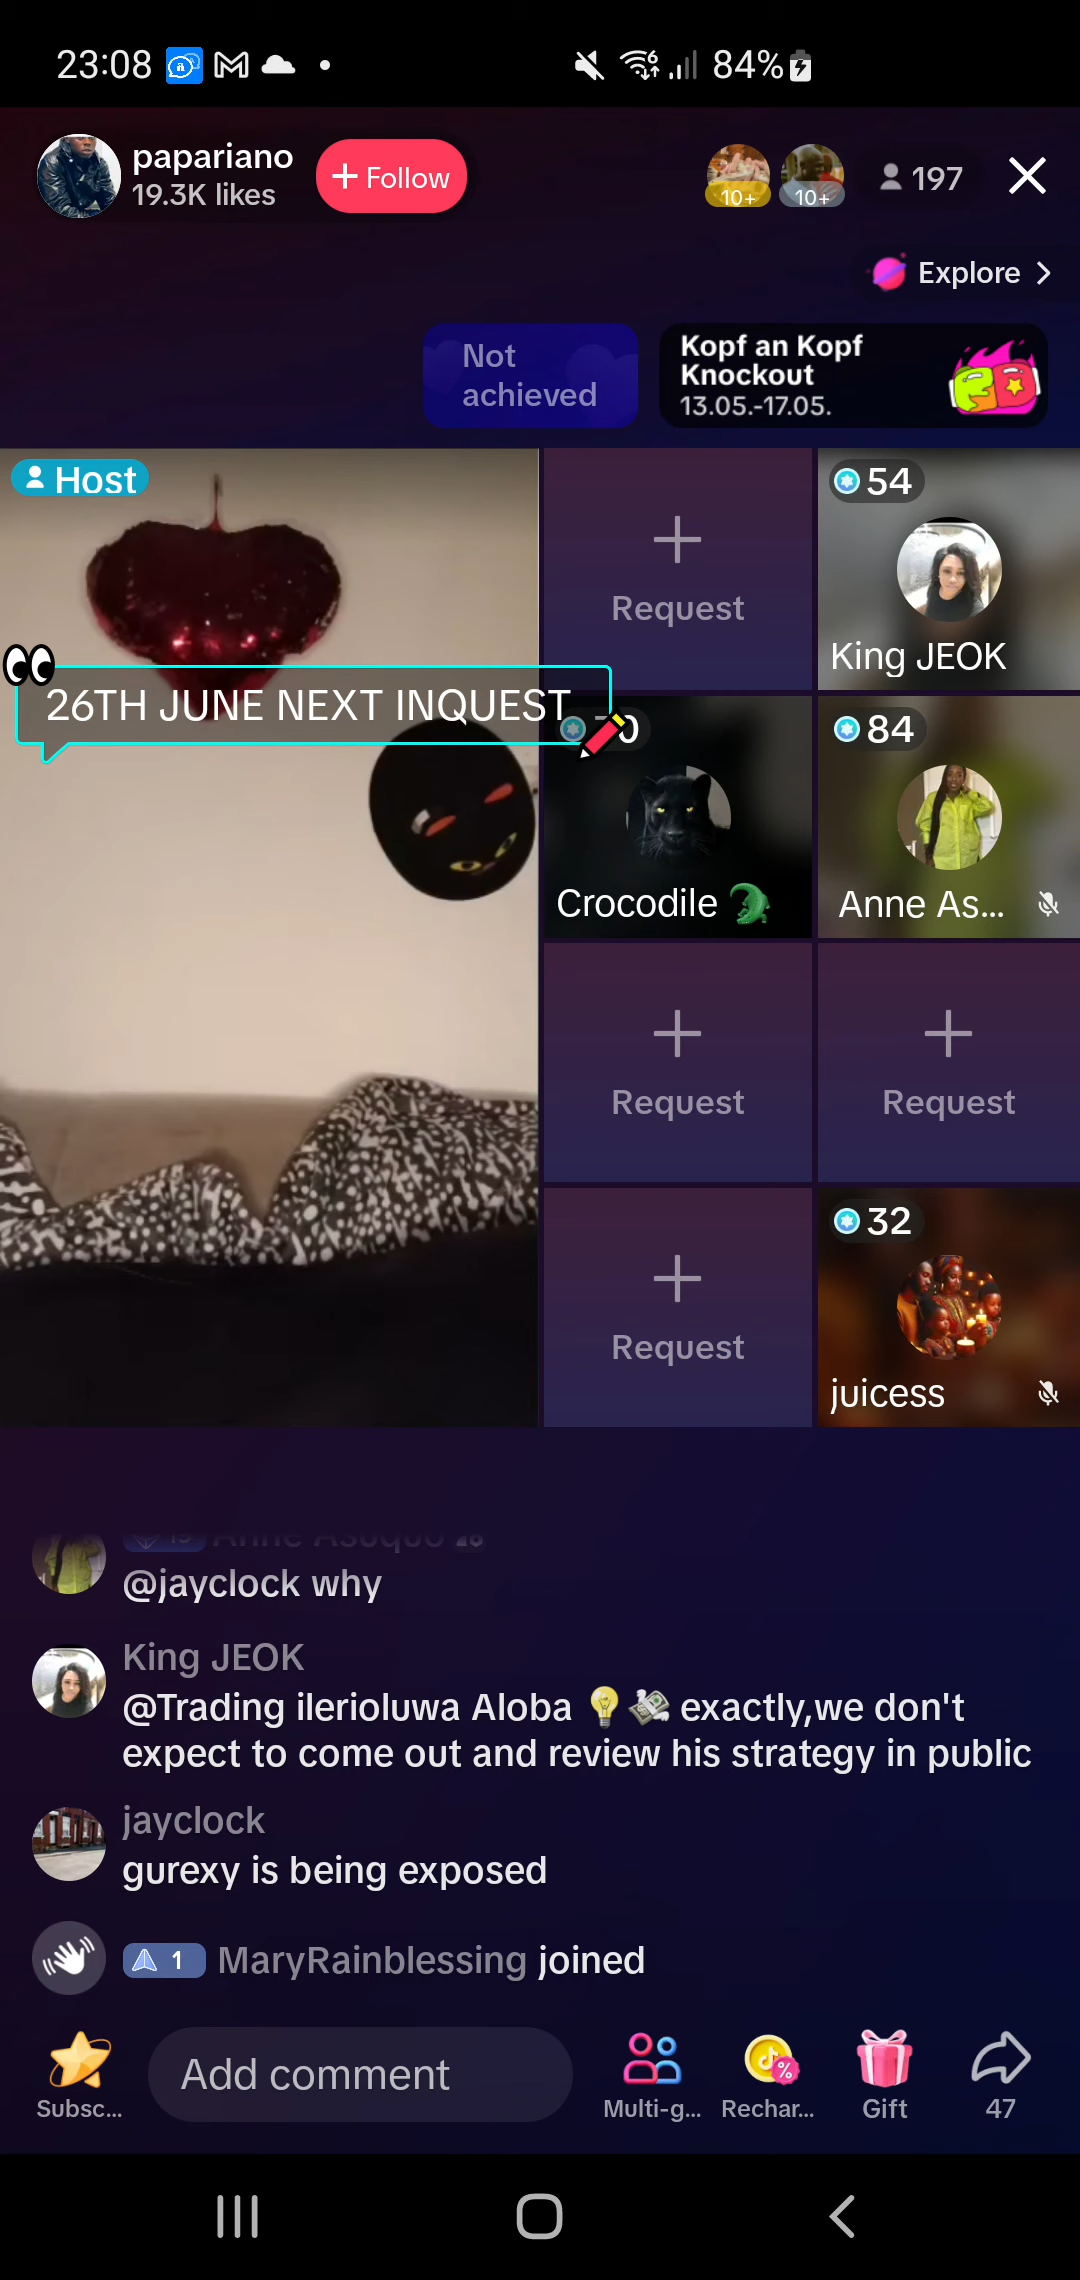 23:08
84%
papariano
19.3K likes
+ Follow
10+
10+
197
Explore
Not
achieved
Kopf an Kopf
Knockout
13.05.-17.05.
Host
Request
54
King JEOK
26TH JUNE NEXT INQUEST
84
Crocodile
Anne As...
Request
Request
Request
32
juicess
@jayclock why
King JEOK
@Trading ilerioluwa Aloba 💡💸 exactly,we don't
expect to come out and review his strategy in public
jayclock
gurexy is being exposed
1 MaryRainblessing joined
Subsc...
Add comment
Multi-g...
Rechar...
Gift
47